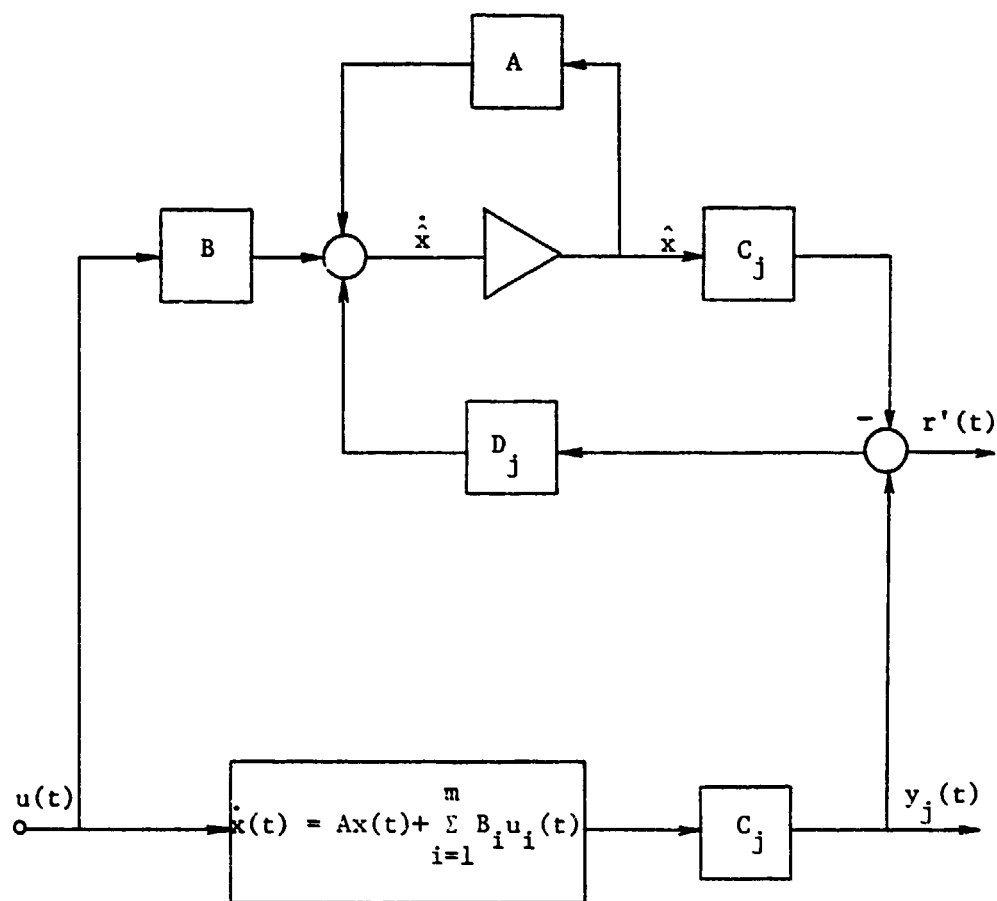 A
B
x̂̇
x̂
C_j
D_j
−
r'(t)
u(t)
ẋ(t) = Ax(t)+ Σ_{i=1}^{m} B_i u_i(t)
C_j
y_j(t)